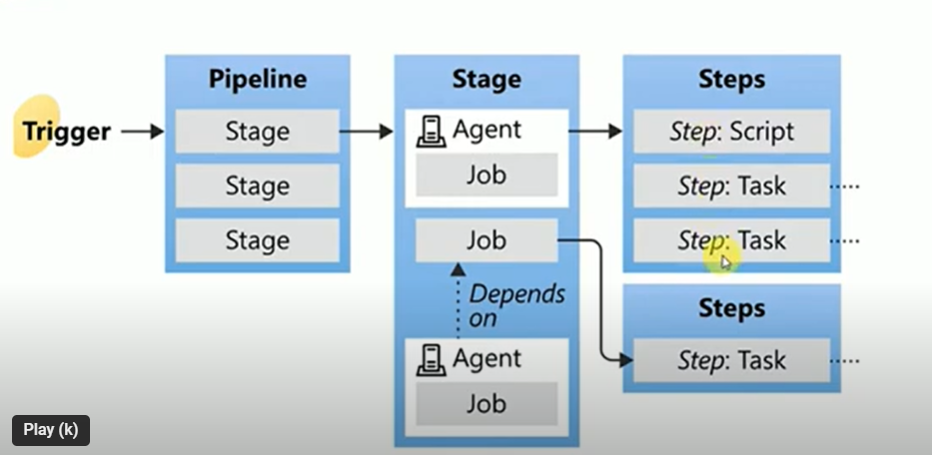 Trigger
Pipeline
Stage
Stage
Stage
Stage
Agent
Job
Job
Depends
on
Agent
Job
Steps
Step: Script
Step: Task
Step: Task
Steps
Step: Task
Play (k)